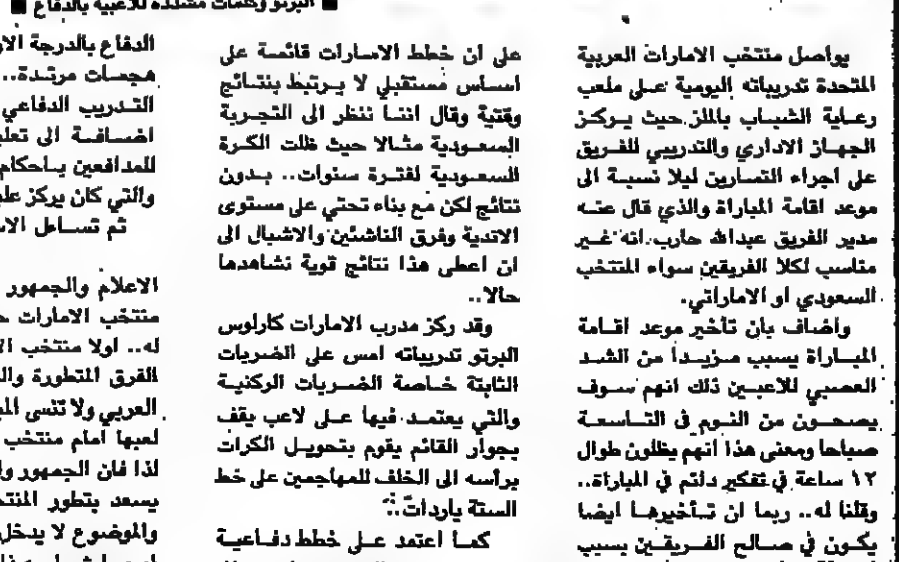 البرتو وكلمات متشددة للاعبيه بالدفاع
يواصل منتخب الامارات العربية
المتحدة تدريباته اليومية على ملعب
رعاية الشباب بالملز حيث يركز
الجهاز الاداري والتدريبي للفريق
على اجراء التمارين ليلا نسبة الى
موعد اقامة المباراة والذي قال عنه
مدير الفريق عبدالله حارب انه غير
مناسب لكلا الفريقين سواء المنتخب
السعودي او الاماراتي.
واضاف بان تأخير موعد اقامة
المباراة يسبب مزيدا من الشد
العصبي للاعبين ذلك انهم سوف
يصحون من النوم في التاسعة
صباحا ومعنى هذا انهم يظلون طوال
١٢ ساعة في تفكير دائم في المباراة..
وقلنا له.. ربما ان تأخيرها ايضا
يكون في صالح الفريقين بسبب
على ان خطط الامارات قائمة على
اساس مستقبلي لا يرتبط بنتائج
وقتية وقال اننا ننظر الى التجربة
السعودية مثالا حيث ظلت الكرة
السعودية لفترة سنوات.. بدون
نتائج لكن مع بناء تحتي على مستوى
الاندية وفرق الناشئين والاشبال الى
ان اعطى هذا نتائج قوية نشاهدها
حالا..
وقد ركز مدرب الامارات كارلوس
البرتو تدريباته امس على الضربات
الثابتة خاصة الضربات الركنية
والتي يعتمد فيها على لاعب يقف
بجوار القائم يقوم بتحويل الكرات
برأسه الى الخلف للمهاجمين على خط
الستة ياردات..
كما اعتمد على خطط دفاعية
الدفاع بالدرجة
هجمات مرتدة..
التدريب الدفاعي
اضافة الى
للمدافعين باحكام
والتي كان يركز
ثم تساءل
الاعلام والجمهور
منتخب الامارات
له.. اولا منتخب
الفرق المتطورة
العربي ولا ننسى
لعبها امام منتخب
لذا فان الجمهور
يسعد بتطور
والموضوع لا يدخل